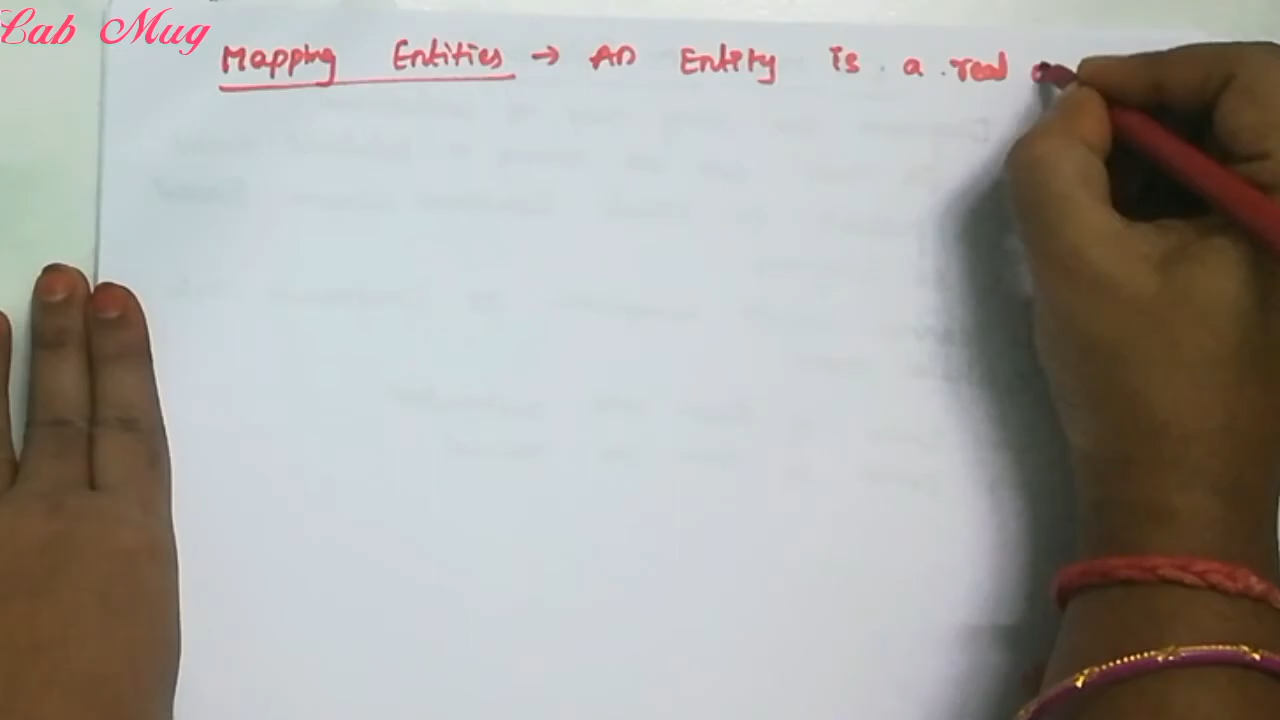 Lab Mug
Mapping Entities → An Entity is a real